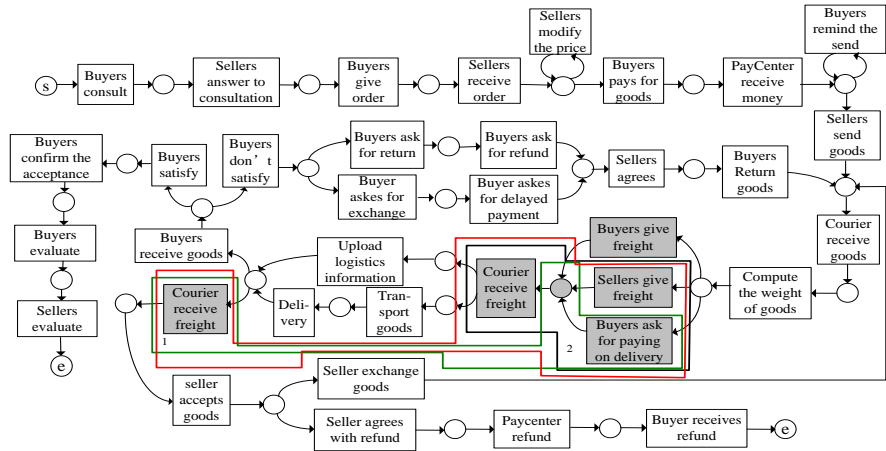 Sellers
modify
the price
Buyers
remind the
send
s
Buyers
consult
Sellers
answer to
consultation
Buyers
give
order
Sellers
receive
order
Buyers
pays for
goods
PayCenter
receive
money
Sellers
send
goods
Buyers
confirm the
acceptance
Buyers
satisfy
Buyers
don’t
satisfy
Buyers ask
for return
Buyers ask
for refund
Buyer
askes for
exchange
Buyer
askes for
delayed
payment
Sellers
agrees
Buyers
Return
goods
Courier
receive
goods
Buyers
evaluate
Buyers
receive goods
Upload
logistics
information
Buyers give
freight
Courier
receive
freight
Sellers give
freight
Compute
the weight
of goods
Courier
receive
freight
Deli-
very
Tran-
sport
goods
Buyers ask
for paying
on delivery
Sellers
evaluate
1
2
e
seller
accepts
goods
Seller exchange
goods
Seller agrees
with refund
Paycenter
refund
Buyer receives
refund
e